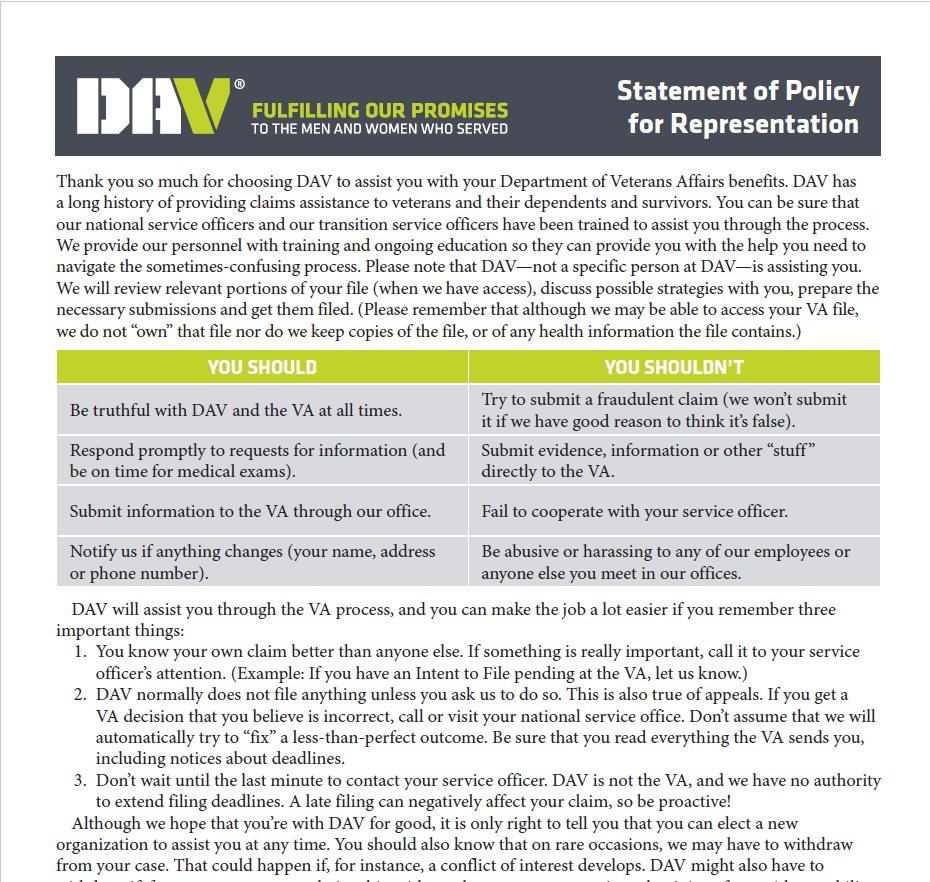 DAV®
FULFILLING OUR PROMISES
TO THE MEN AND WOMEN WHO SERVED
Statement of Policy
for Representation
Thank you so much for choosing DAV to assist you with your Department of Veterans Affairs benefits. DAV has
a long history of providing claims assistance to veterans and their dependents and survivors. You can be sure that
our national service officers and our transition service officers have been trained to assist you through the process.
We provide our personnel with training and ongoing education so they can provide you with the help you need to
navigate the sometimes-confusing process. Please note that DAV—not a specific person at DAV—is assisting you.
We will review relevant portions of your file (when we have access), discuss possible strategies with you, prepare the
necessary submissions and get them filed. (Please remember that although we may be able to access your VA file,
we do not “own” that file nor do we keep copies of the file, or of any health information the file contains.)
YOU SHOULD
YOU SHOULDN’T
Be truthful with DAV and the VA at all times.
Try to submit a fraudulent claim (we won’t submit
it if we have good reason to think it’s false).
Respond promptly to requests for information (and
be on time for medical exams).
Submit evidence, information or other “stuff”
directly to the VA.
Submit information to the VA through our office.
Fail to cooperate with your service officer.
Notify us if anything changes (your name, address
or phone number).
Be abusive or harassing to any of our employees or
anyone else you meet in our offices.
DAV will assist you through the VA process, and you can make the job a lot easier if you remember three
important things:
1. You know your own claim better than anyone else. If something is really important, call it to your service
officer’s attention. (Example: If you have an Intent to File pending at the VA, let us know.)
2. DAV normally does not file anything unless you ask us to do so. This is also true of appeals. If you get a
VA decision that you believe is incorrect, call or visit your national service office. Don’t assume that we will
automatically try to “fix” a less-than-perfect outcome. Be sure that you read everything the VA sends you,
including notices about deadlines.
3. Don’t wait until the last minute to contact your service officer. DAV is not the VA, and we have no authority
to extend filing deadlines. A late filing can negatively affect your claim, so be proactive!
Although we hope that you’re with DAV for good, it is only right to tell you that you can elect a new
organization to assist you at any time. You should also know that on rare occasions, we may have to withdraw
from your case. That could happen if, for instance, a conflict of interest develops. DAV might also have to